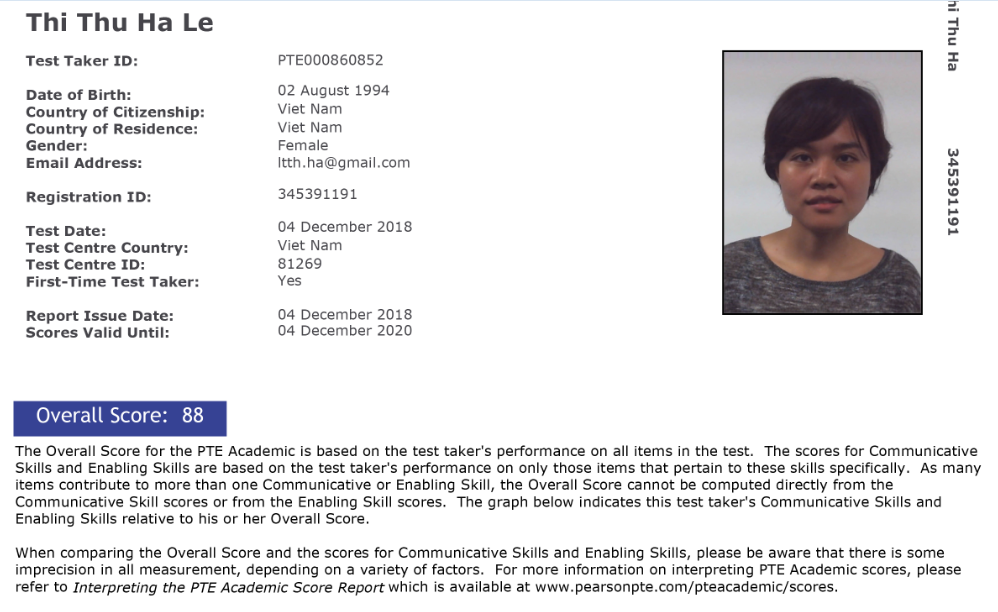 Thi Thu Ha Le
Test Taker ID: PTE000860852
Date of Birth: 02 August 1994
Country of Citizenship: Viet Nam
Country of Residence: Viet Nam
Gender: Female
Email Address: ltth.ha@gmail.com
Registration ID: 345391191
Test Date: 04 December 2018
Test Centre Country: Viet Nam
Test Centre ID: 81269
First-Time Test Taker: Yes
Report Issue Date: 04 December 2018
Scores Valid Until: 04 December 2020
Thu Ha 345391191
Overall Score: 88
The Overall Score for the PTE Academic is based on the test taker's performance on all items in the test. The scores for Communicative
Skills and Enabling Skills are based on the test taker's performance on only those items that pertain to these skills specifically. As many
items contribute to more than one Communicative or Enabling Skill, the Overall Score cannot be computed directly from the
Communicative Skill scores or from the Enabling Skill scores. The graph below indicates this test taker's Communicative Skills and
Enabling Skills relative to his or her Overall Score.
When comparing the Overall Score and the scores for Communicative Skills and Enabling Skills, please be aware that there is some
imprecision in all measurement, depending on a variety of factors. For more information on interpreting PTE Academic scores, please
refer to Interpreting the PTE Academic Score Report which is available at www.pearsonpte.com/pteacademic/scores.